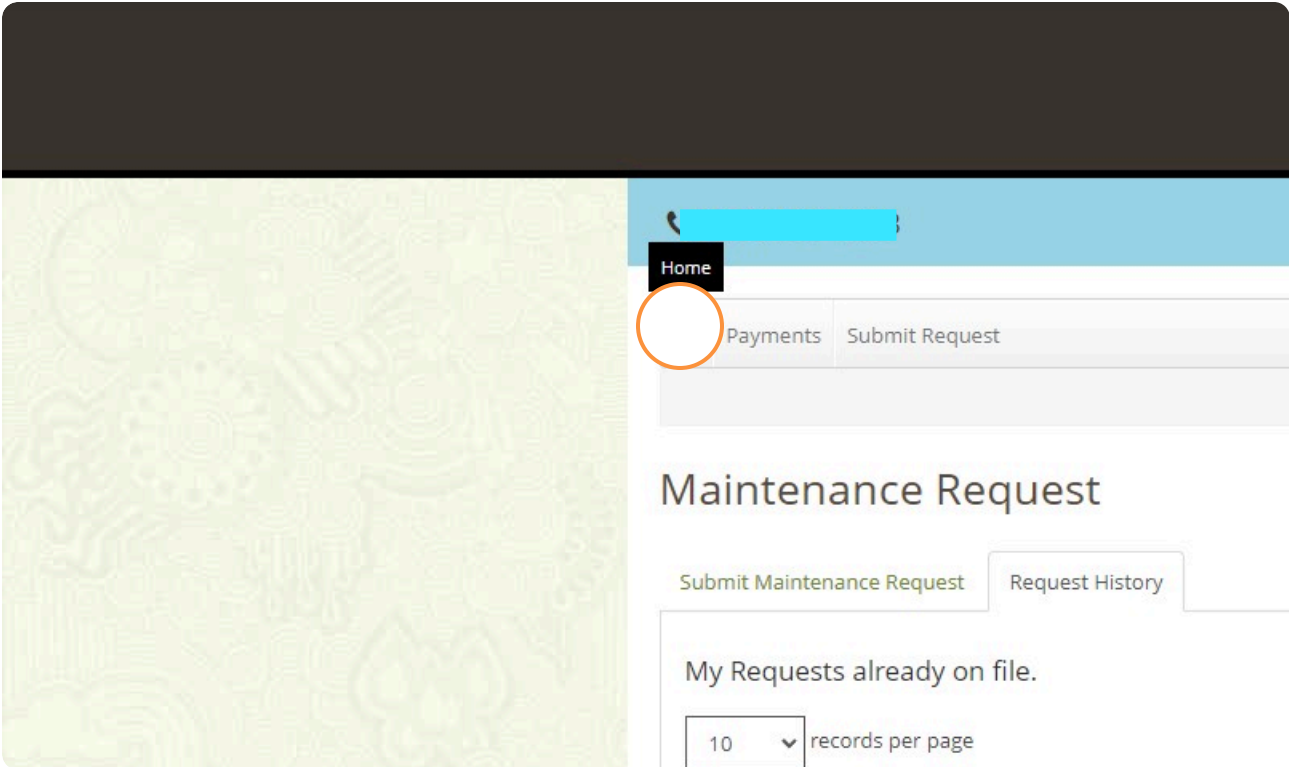 Home
Payments Submit Request
Maintenance Request
Submit Maintenance Request Request History
My Requests already on file.
10 records per page